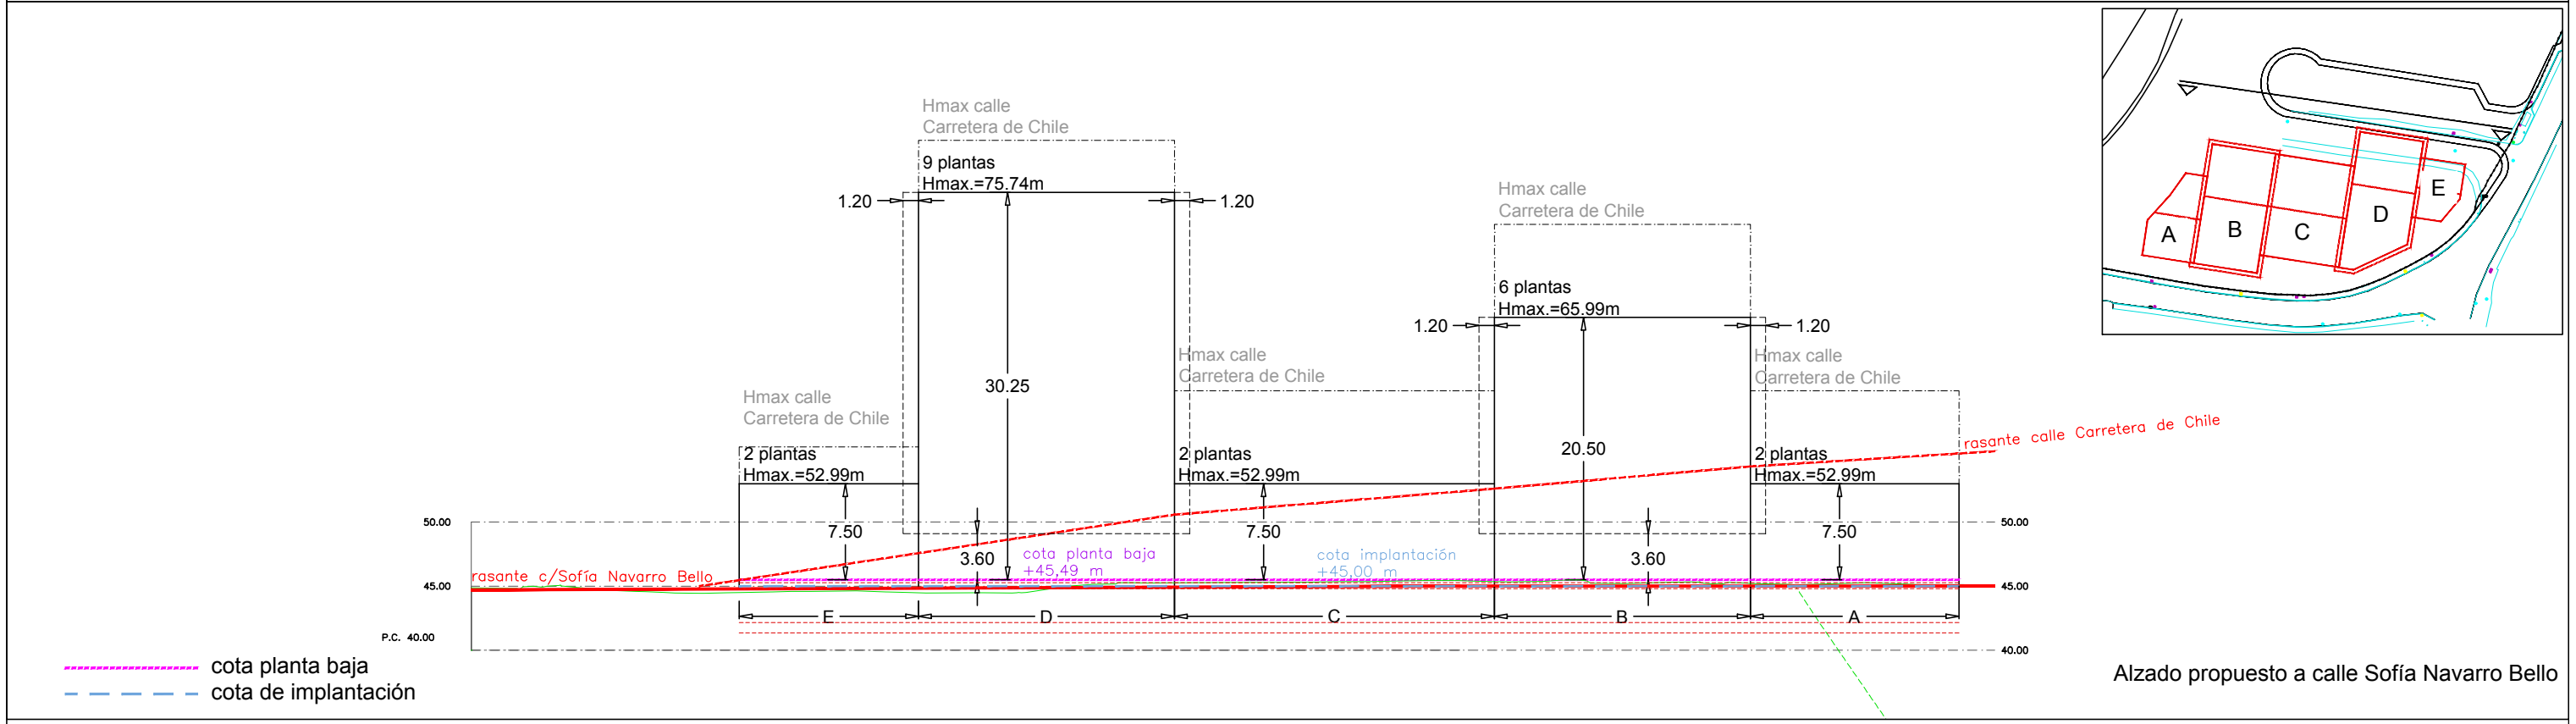 Hmax calle
Carretera de Chile
9 plantas
Hmax.=75.74m
1.20
1.20
30.25
Hmax calle
Carretera de Chile
6 plantas
Hmax.=65.99m
1.20
1.20
20.50
Hmax calle
Carretera de Chile
Hmax calle
Carretera de Chile
Hmax calle
Carretera de Chile
2 plantas
Hmax.=52.99m
2 plantas
Hmax.=52.99m
2 plantas
Hmax.=52.99m
rasante calle Carretera de Chile
50.00
7.50
7.50
7.50
50.00
3.60
cota planta baja
+45,49 m
cota implantación
+45,00 m
3.60
rasante c/Sofía Navarro Bello
45.00
45.00
E
D
C
B
A
P.C. 40.00
40.00
cota planta baja
cota de implantación
A
B
C
D
E
Alzado propuesto a calle Sofía Navarro Bello